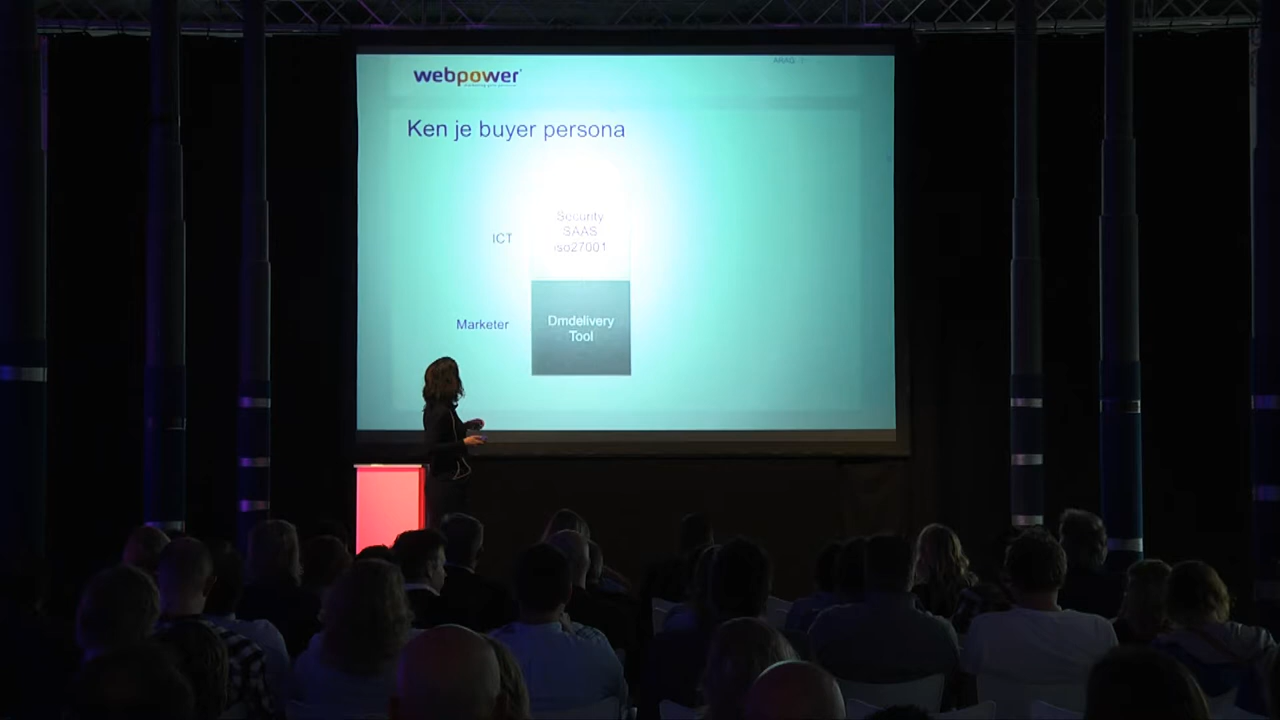 webpower
Ken je buyer persona
ICT
Security
SAAS
iso27001
Marketer
Dmdelivery
Tool